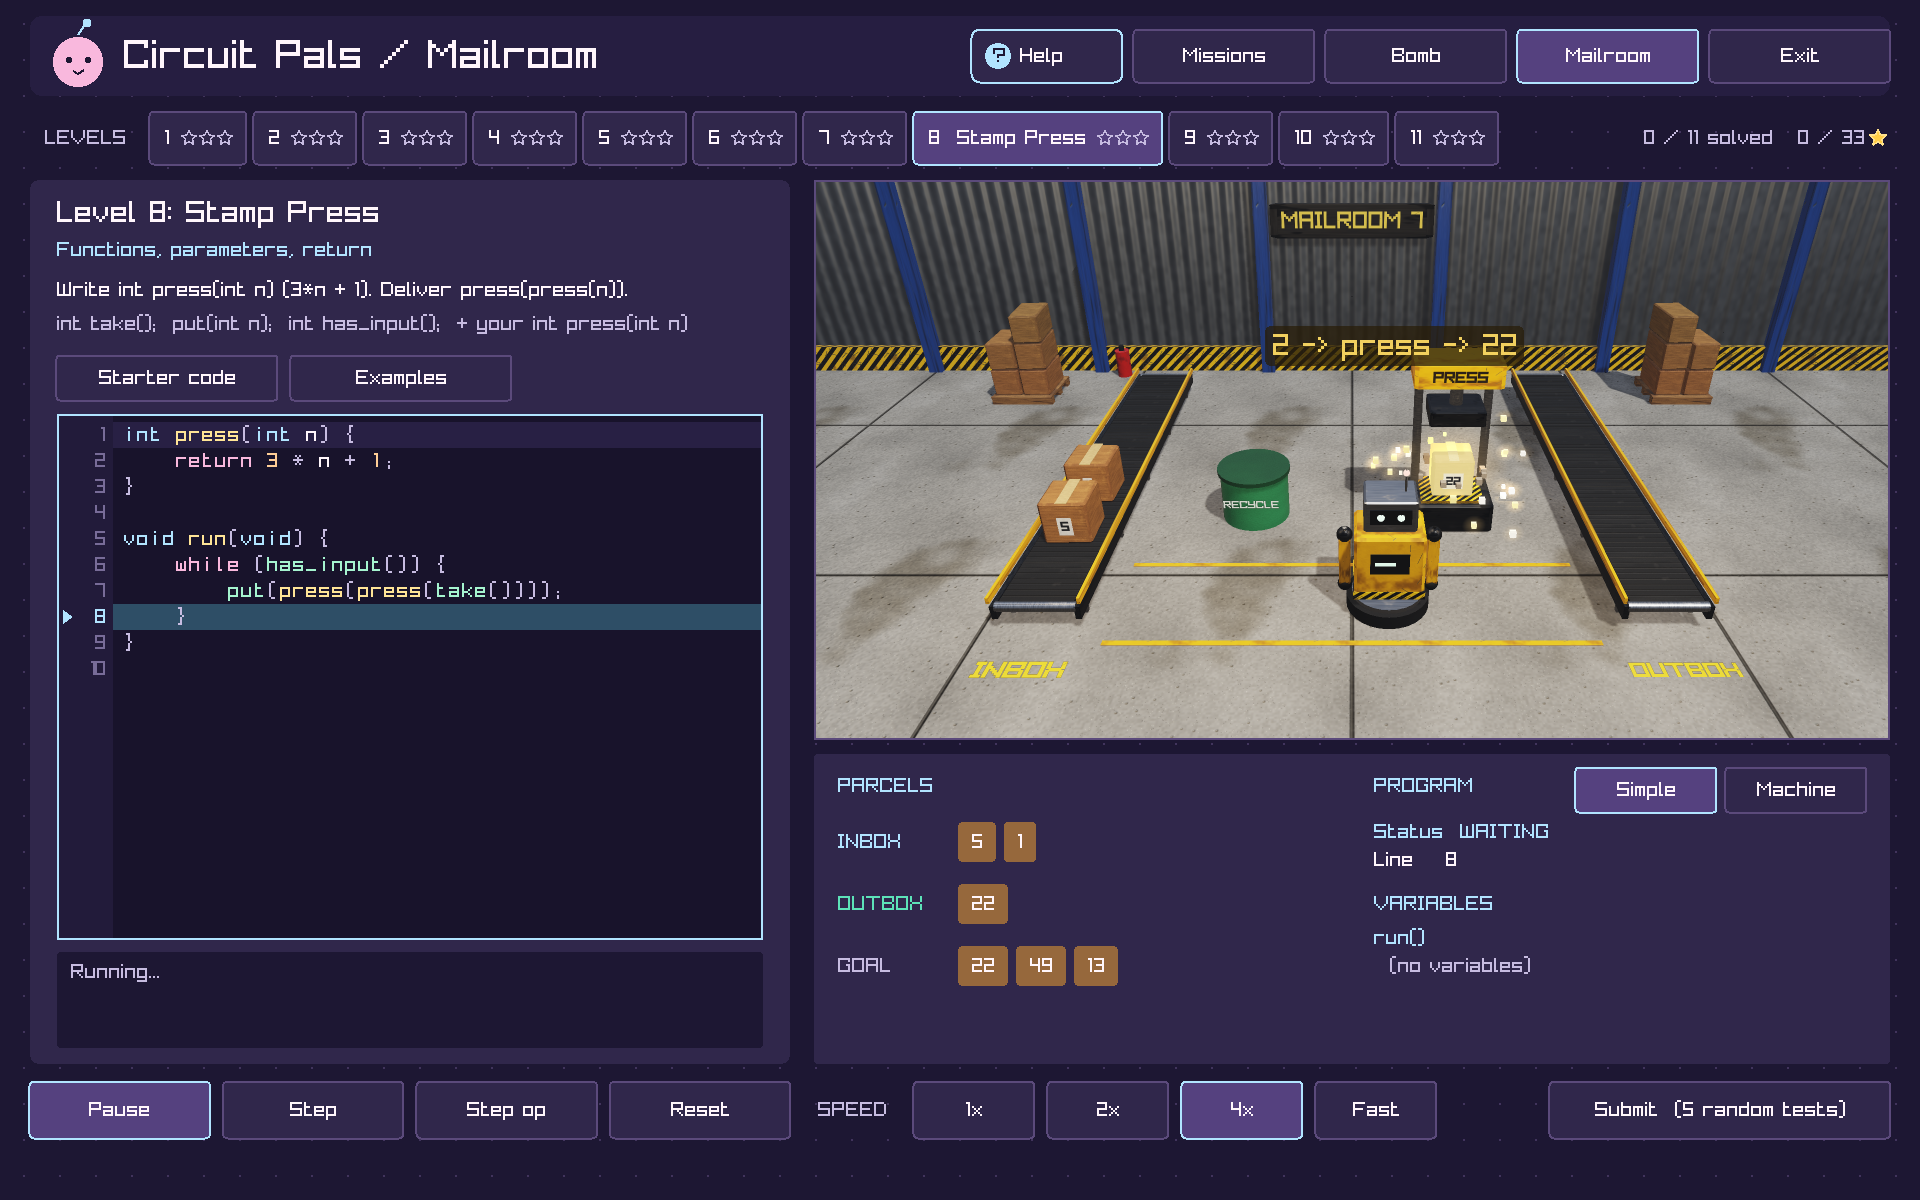 Circuit Pals / Mailroom
? Help
Missions
Bomb
Mailroom
Exit
LEVELS
1
2
3
4
5
6
7
8 Stamp Press
9
10
11
0 / 11 solved
0 / 33
Level 8: Stamp Press
Functions, parameters, return
Write int press(int n) (3*n + 1). Deliver press(press(n)).
int take(); put(int n); int has_input(); + your int press(int n)
Starter code
Examples
1 int press(int n) {
2 return 3 * n + 1;
3 }
4
5 void run(void) {
6 while (has_input()) {
7 put(press(press(take())));
8 }
9 }
10
Running...
MAILROOM 7
2 -> press -> 22
PRESS
22
RECYCLE
5
INBOX
OUTBOX
PARCELS
INBOX 5 1
OUTBOX 22
GOAL 22 49 13
PROGRAM
Simple
Machine
Status WAITING
Line 8
VARIABLES
run()
(no variables)
Pause
Step
Step op
Reset
SPEED
1x
2x
4x
Fast
Submit (5 random tests)